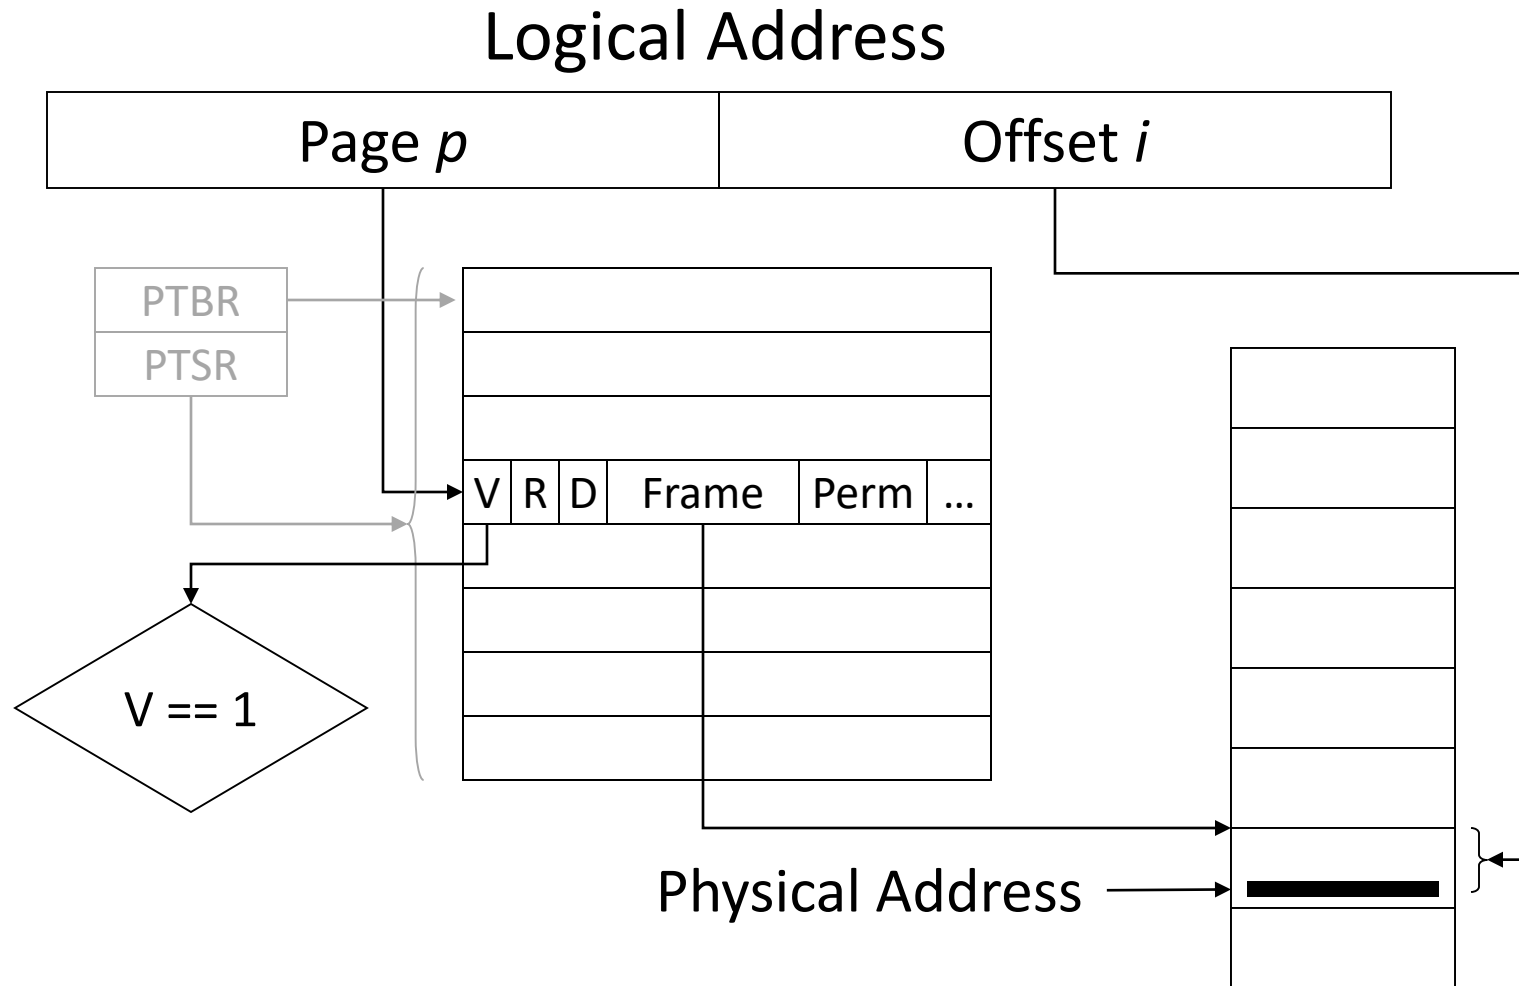 Logical Address
Page p
Offset i
PTBR
PTSR
V R D Frame Perm ...
V == 1
Physical Address